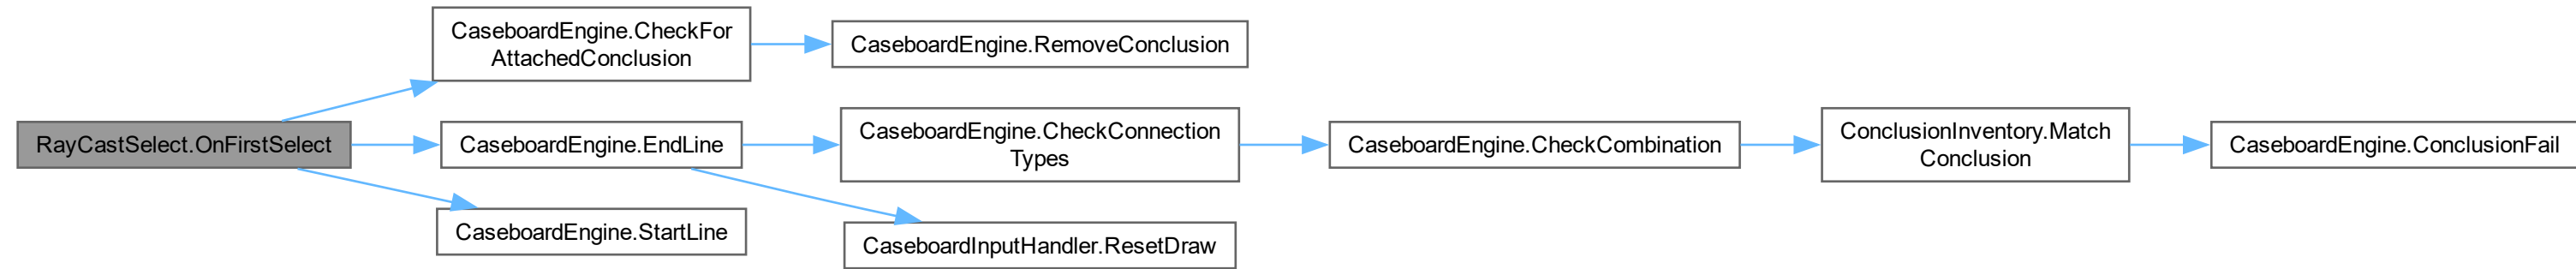 CaseboardEngine.CheckFor
AttachedConclusion
CaseboardEngine.RemoveConclusion
RayCastSelect.OnFirstSelect
CaseboardEngine.EndLine
CaseboardEngine.CheckConnection
Types
CaseboardEngine.CheckCombination
ConclusionInventory.Match
Conclusion
CaseboardEngine.ConclusionFail
CaseboardEngine.StartLine
CaseboardInputHandler.ResetDraw